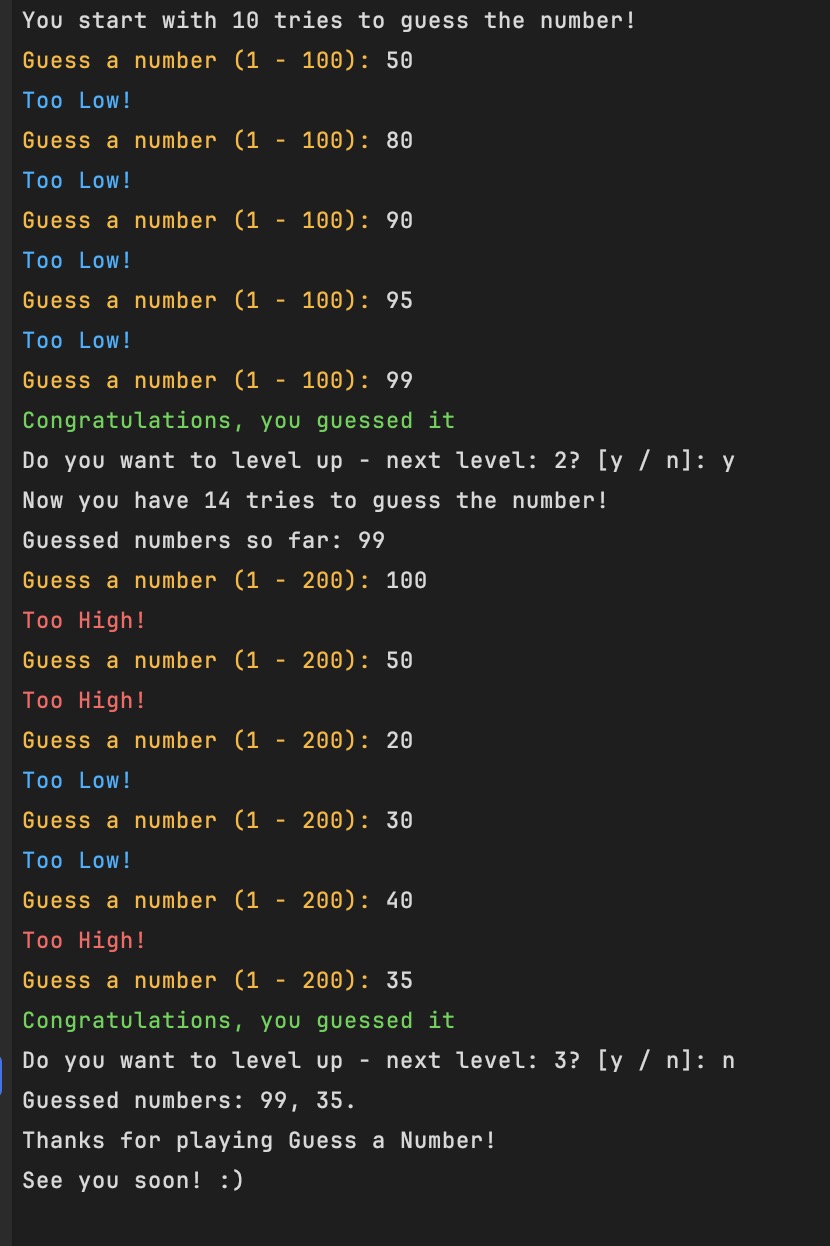 You start with 10 tries to guess the number!
Guess a number (1 - 100): 50
Too Low!
Guess a number (1 - 100): 80
Too Low!
Guess a number (1 - 100): 90
Too Low!
Guess a number (1 - 100): 95
Too Low!
Guess a number (1 - 100): 99
Congratulations, you guessed it
Do you want to level up - next level: 2? [y / n]: y
Now you have 14 tries to guess the number!
Guessed numbers so far: 99
Guess a number (1 - 200): 100
Too High!
Guess a number (1 - 200): 50
Too High!
Guess a number (1 - 200): 20
Too Low!
Guess a number (1 - 200): 30
Too Low!
Guess a number (1 - 200): 40
Too High!
Guess a number (1 - 200): 35
Congratulations, you guessed it
Do you want to level up - next level: 3? [y / n]: n
Guessed numbers: 99, 35.
Thanks for playing Guess a Number!
See you soon! :)